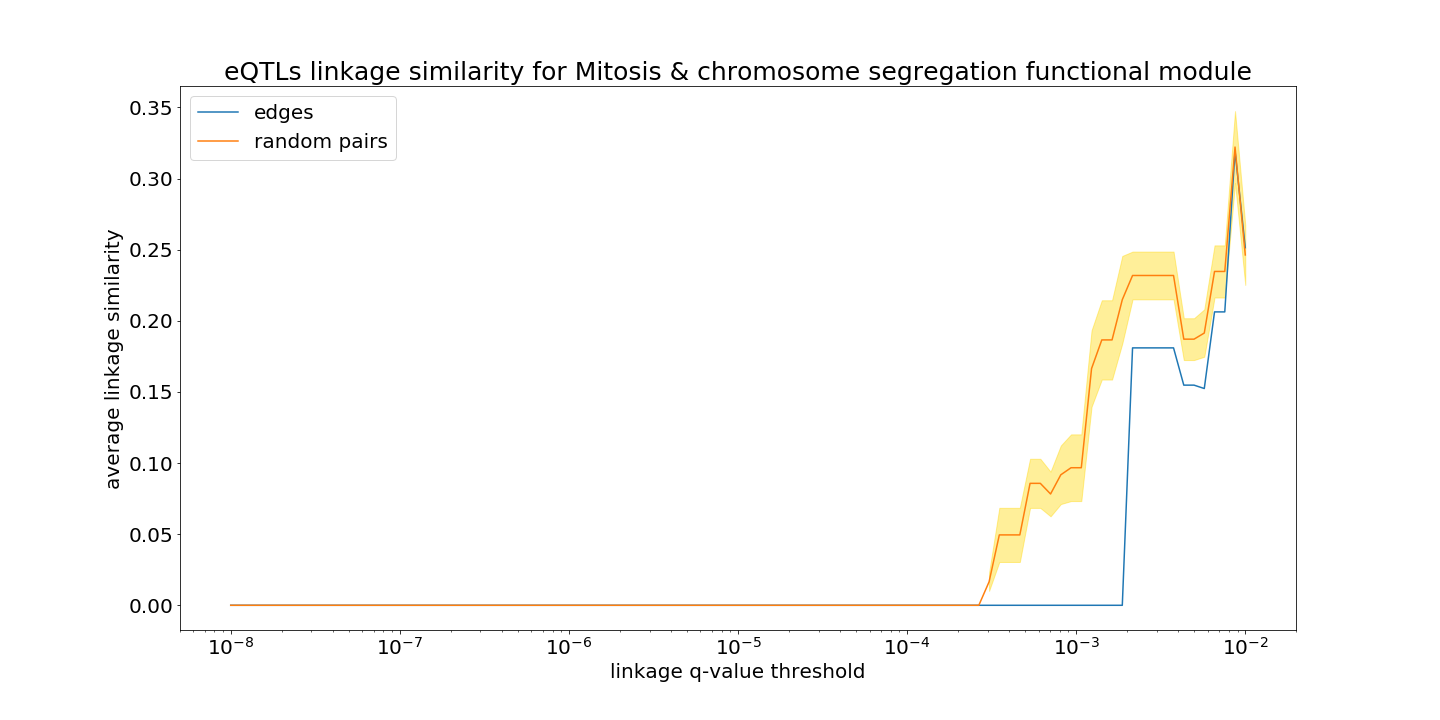 eQTLs linkage similarity for Mitosis & chromosome segregation functional module
edges
random pairs
average linkage similarity
0.35
0.30
0.25
0.20
0.15
0.10
0.05
0.00
10⁻⁸ 10⁻⁷ 10⁻⁶ 10⁻⁵ 10⁻⁴ 10⁻³ 10⁻²
linkage q-value threshold